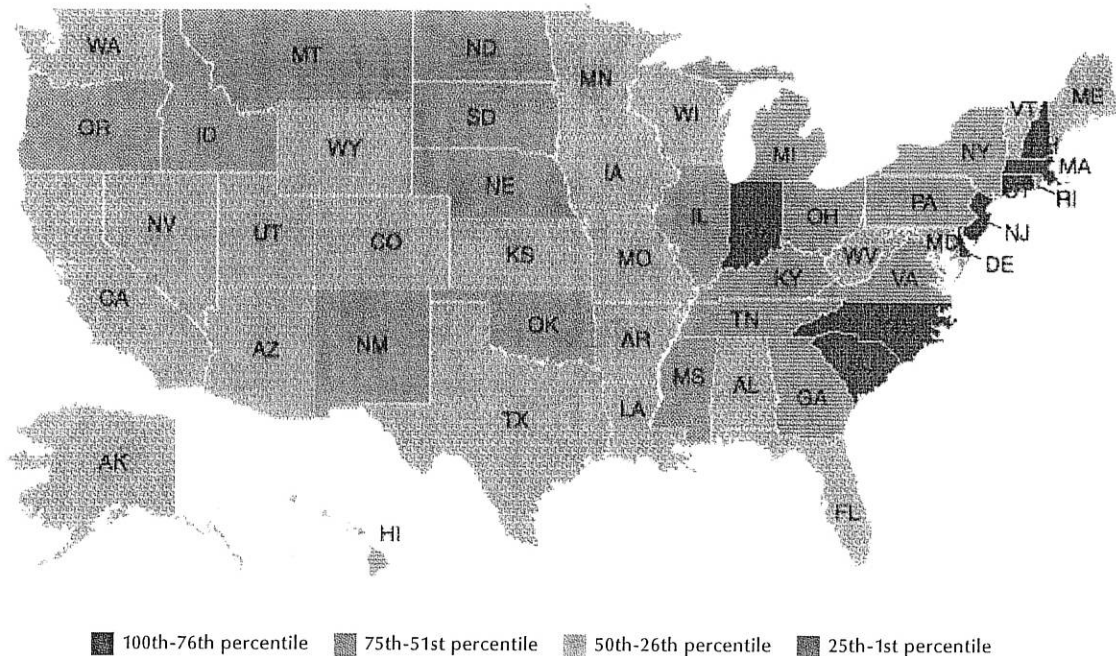 WA
MT
ND
MN
VT
ME
OR
ID
SD
WI
MI
NY
MA
WY
RI
IA
NE
PA
NJ
NV
UT
CO
IL
OH
MD
DE
KS
MO
WV
VA
CA
KY
AZ
NM
OK
AR
TN
MS
AL
GA
TX
LA
AK
HI
FL
100th-76th percentile 75th-51st percentile 50th-26th percentile 25th-1st percentile